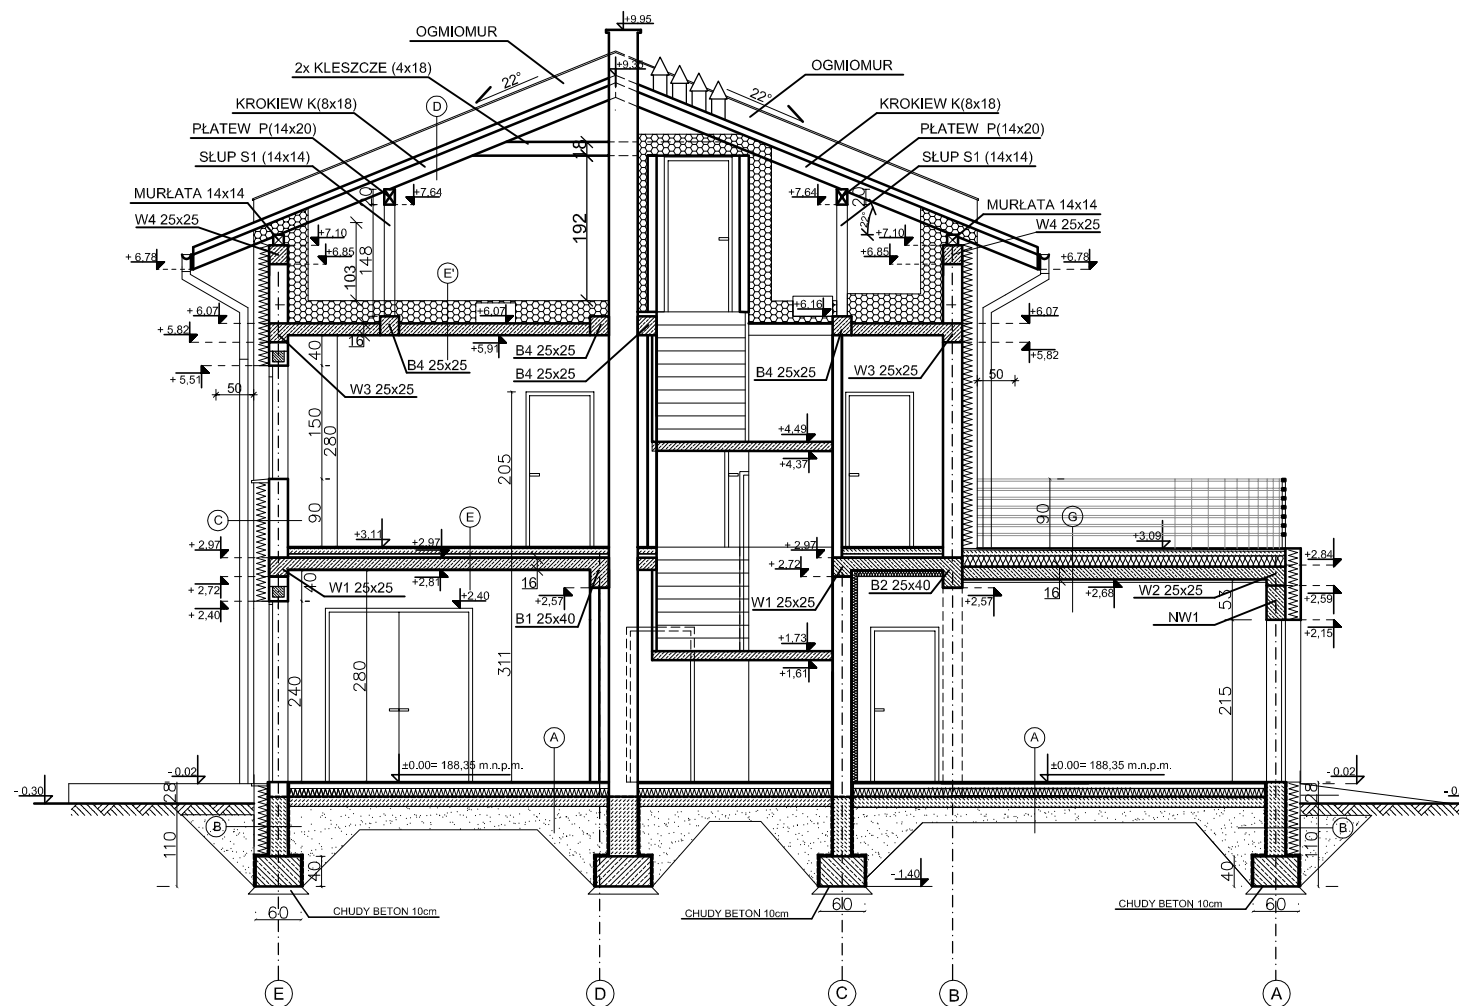 +9.95
OGMIOMUR
2x KLESZCZE (4x18)
22°
+9.35
OGMIOMUR
22°
D
KROKIEW K(8x18)
KROKIEW K(8x18)
PŁATEW P(14x20)
PŁATEW P(14x20)
SŁUP S1 (14x14)
SŁUP S1 (14x14)
18
MURŁATA 14x14
20
+7.64
+7.64
20
MURŁATA 14x14
W4 25x25
22°
W4 25x25
+7.10
192
+7.10
+6.85
148
+6.85
+ 6.78
+6.78
103
E'
+ 6.07
+6.07
+6.16
+6.07
+ 5,82
16
+5,91
+5,82
40
B4 25x25
B4 25x25
B4 25x25
B4 25x25
W3 25x25
+ 5,51
W3 25x25
50
50
150
280
+4,49
205
+4,37
90
C
E
90
G
+3.11
+3.09
+ 2,97
+2.97
+ 2,97
+2,84
+ 2,72
+2,81
16
+ 2,72
+2,68
16
40
W1 25x25
+2.40
+2,57
B1 25x40
W1 25x25
B2 25x40
+2,57
W2 25x25
+2,59
53
+ 2,40
NW1
+2,15
+1,73
311
+1,61
280
240
215
A
A
±0.00= 188,35 m.n.p.m.
±0.00= 188,35 m.n.p.m.
- 0,02
- 0,02
- 0,30
28
28
B
B'
110
110
40
- 1,40
40
60
CHUDY BETON 10cm
CHUDY BETON 10cm
60
CHUDY BETON 10cm
60
E
D
C
B
A